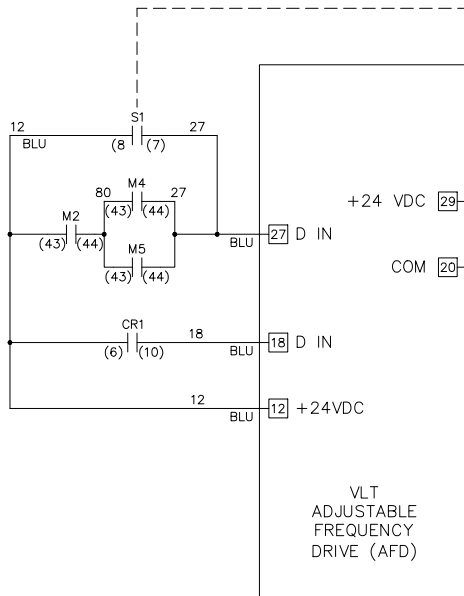 S1
12
27
BLU
(8
(7)
M4
80
27
M2
(43)
(44)
+24 VDC
29
(43)
(44)
M5
BLU
27
D IN
(43)
(44)
COM
20
CR1
18
(6)
(10)
BLU
18
D IN
12
BLU
12
+24VDC
VLT
ADJUSTABLE
FREQUENCY
DRIVE (AFD)